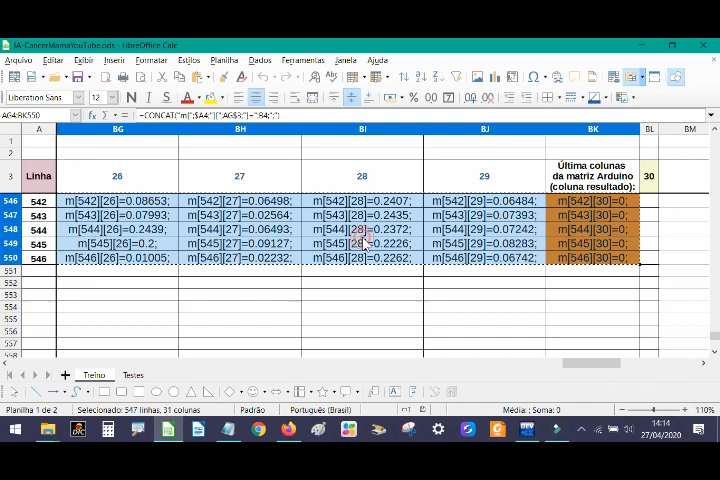 IA-CancerMamaYouTube.ods - LibreOffice Calc
Arquivo Editar Exibir Inserir Formatar Estilos Planilha Dados Ferramentas Janela Ajuda
Liberation Sans 12
AG4:BK550 =CONCAT("m[";$A4;"][";AG$3;"]=";B4;";")
A BG BH BI BJ BK BL BM
1
2
3 Linha 26 27 28 29 Última colunas da matriz Arduino (coluna resultado): 30
546 542 m[542][26]=0.08653; m[542][27]=0.06498; m[542][28]=0.2407; m[542][29]=0.06484; m[542][30]=0;
547 543 m[543][26]=0.07993; m[543][27]=0.02564; m[543][28]=0.2435; m[543][29]=0.07393; m[543][30]=0;
548 544 m[544][26]=0.2439; m[544][27]=0.06493; m[544][28]=0.2372; m[544][29]=0.07242; m[544][30]=0;
549 545 m[545][26]=0.2; m[545][27]=0.09127; m[545][28]=0.2226; m[545][29]=0.08283; m[545][30]=0;
550 546 m[546][26]=0.01005; m[546][27]=0.02232; m[546][28]=0.2262; m[546][29]=0.06742; m[546][30]=0;
551
552
553
554
555
556
557
558
Treino Testes
Planilha 1 de 2 Selecionado: 547 linhas, 31 colunas Padrão Português (Brasil) Média: ; Soma: 0 110%
14:14
27/04/2020